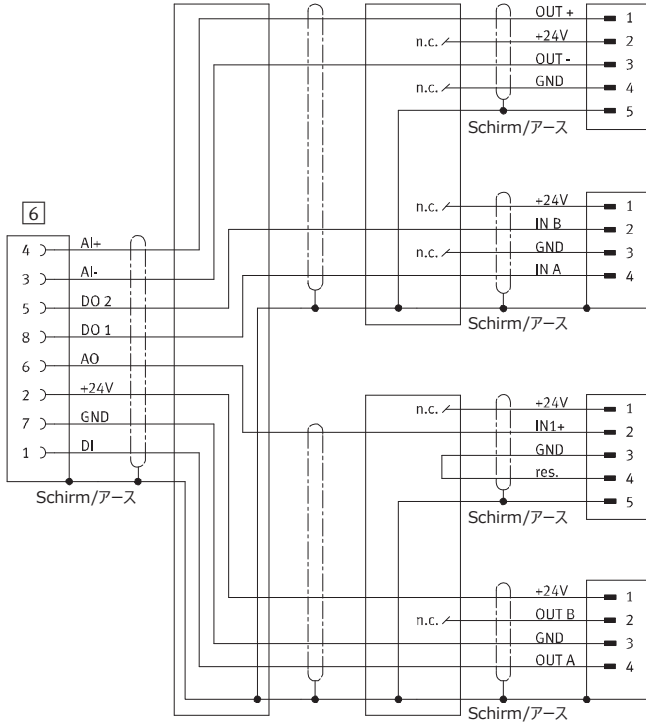 OUT +
1
n.c.
+24V
2
OUT -
3
n.c.
GND
4
5
Schirm/アース
n.c.
+24V
1
IN B
2
n.c.
GND
3
IN A
4
Schirm/アース
6
4
AI+
3
AI-
5
DO 2
8
DO 1
6
AO
2
+24V
7
GND
1
DI
Schirm/アース
n.c.
+24V
1
IN1+
2
GND
3
res.
4
5
Schirm/アース
+24V
1
n.c.
OUT B
2
GND
3
OUT A
4
Schirm/アース